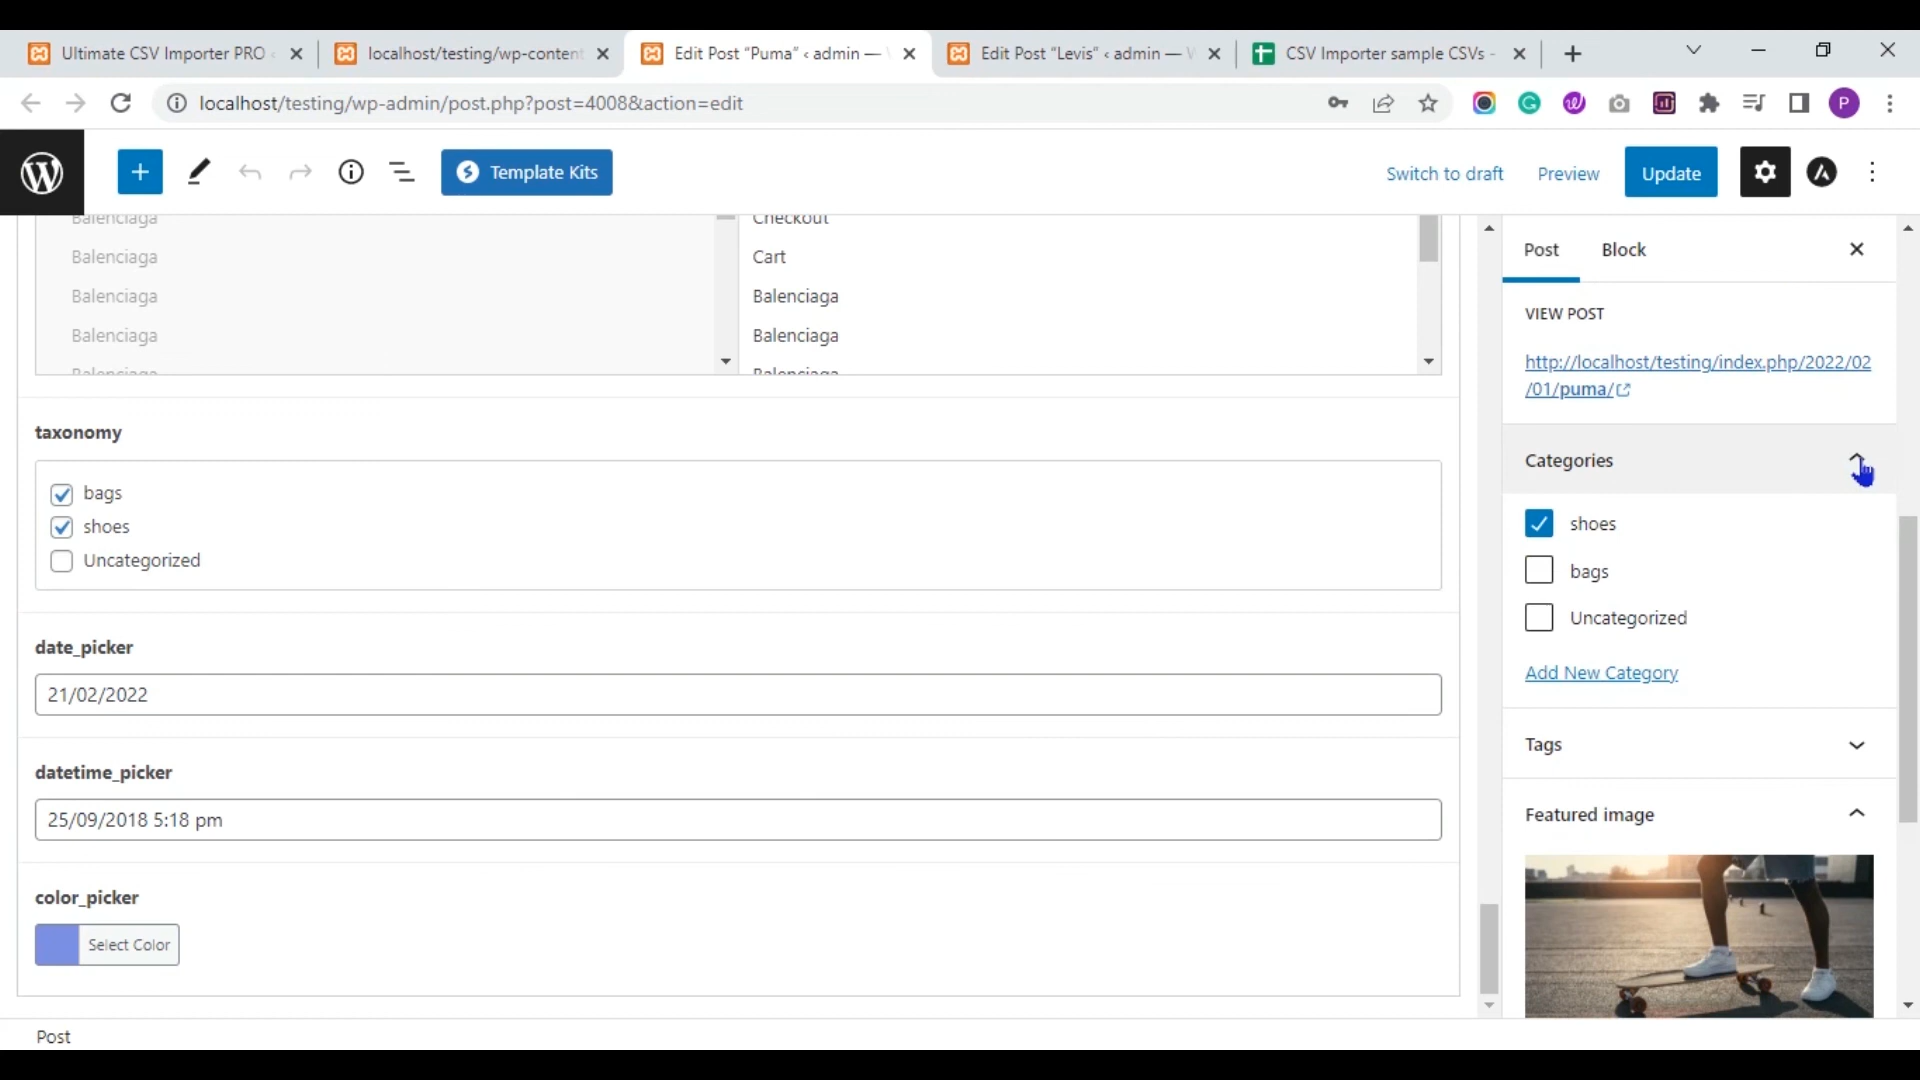 Ultimate CSV Importer PRO
localhost/testing/wp-content
Edit Post “Puma” ‹ admin —
Edit Post “Levis” ‹ admin —
CSV Importer sample CSVs -
localhost/testing/wp-admin/post.php?post=4008&action=edit
P
Template Kits
Switch to draft
Preview
Update
Balenciaga
Checkout
Balenciaga
Cart
Balenciaga
Balenciaga
Balenciaga
Balenciaga
Balenciaga
Balenciaga
taxonomy
bags
shoes
Uncategorized
date_picker
21/02/2022
datetime_picker
25/09/2018 5:18 pm
color_picker
Select Color
Post
Block
VIEW POST
http://localhost/testing/index.php/2022/02
/01/puma/
Categories
shoes
bags
Uncategorized
Add New Category
Tags
Featured image
Post